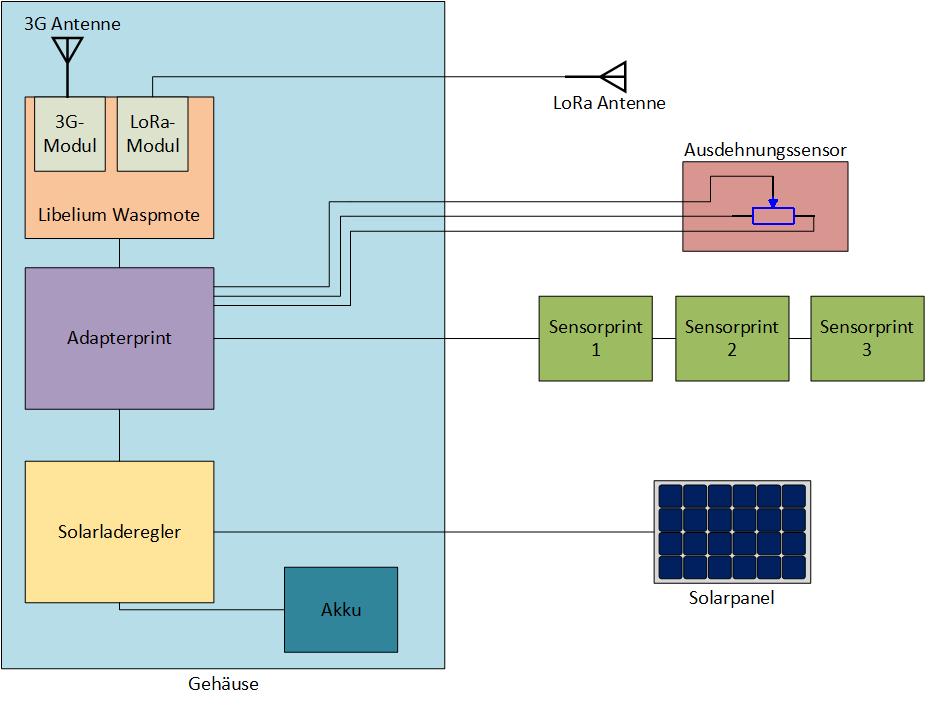 3G Antenne
3G-
Modul
LoRa-
Modul
Libelium Waspmote
LoRa Antenne
Ausdehnungssensor
Adapterprint
Sensorprint
1
Sensorprint
2
Sensorprint
3
Solarladeregler
Solarpanel
Akku
Gehäuse